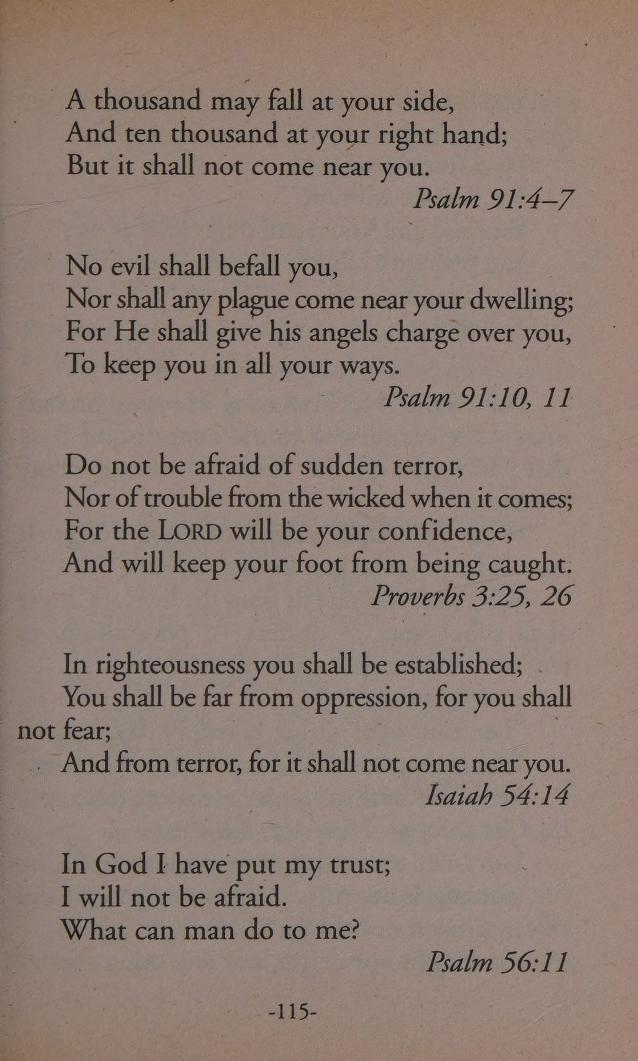 A thousand may fall at your side,
And ten thousand at your right hand;
But it shall not come near you.
Psalm 91:4–7
No evil shall befall you,
Nor shall any plague come near your dwelling;
For He shall give his angels charge over you,
To keep you in all your ways.
Psalm 91:10, 11
Do not be afraid of sudden terror,
Nor of trouble from the wicked when it comes;
For the LORD will be your confidence,
And will keep your foot from being caught.
Proverbs 3:25, 26
In righteousness you shall be established;
You shall be far from oppression, for you shall
not fear;
And from terror, for it shall not come near you.
Isaiah 54:14
In God I have put my trust;
I will not be afraid.
What can man do to me?
Psalm 56:11
-115-